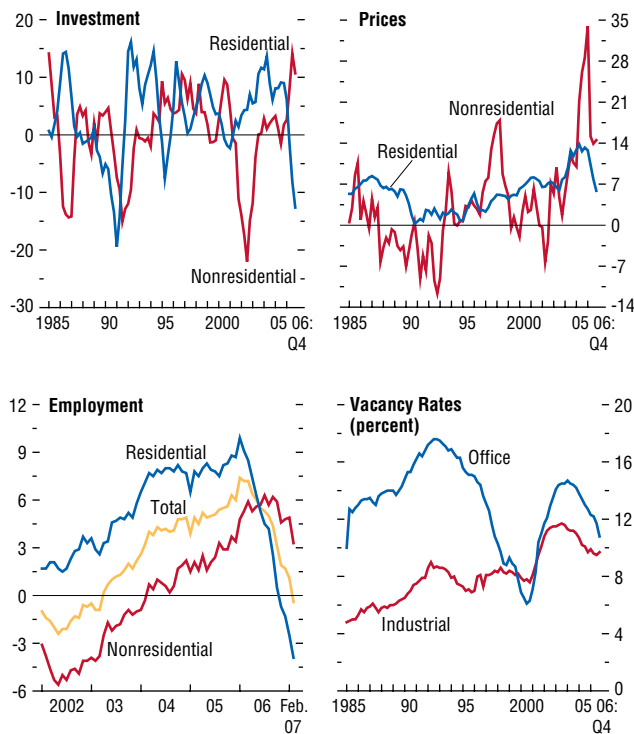 Investment
20
10
0
-10
-20
-30
Residential
Nonresidential
1985 90 95 2000 05 06:
Q4
Prices
35
28
21
14
7
0
-7
-14
Nonresidential
Residential
1985 90 95 2000 05 06:
Q4
Employment
12
9
6
3
0
-3
-6
Residential
Total
Nonresidential
2002 03 04 05 06 Feb.
07
Vacancy Rates
(percent)
20
16
12
8
4
0
Office
Industrial
1985 90 95 2000 05 06:
Q4